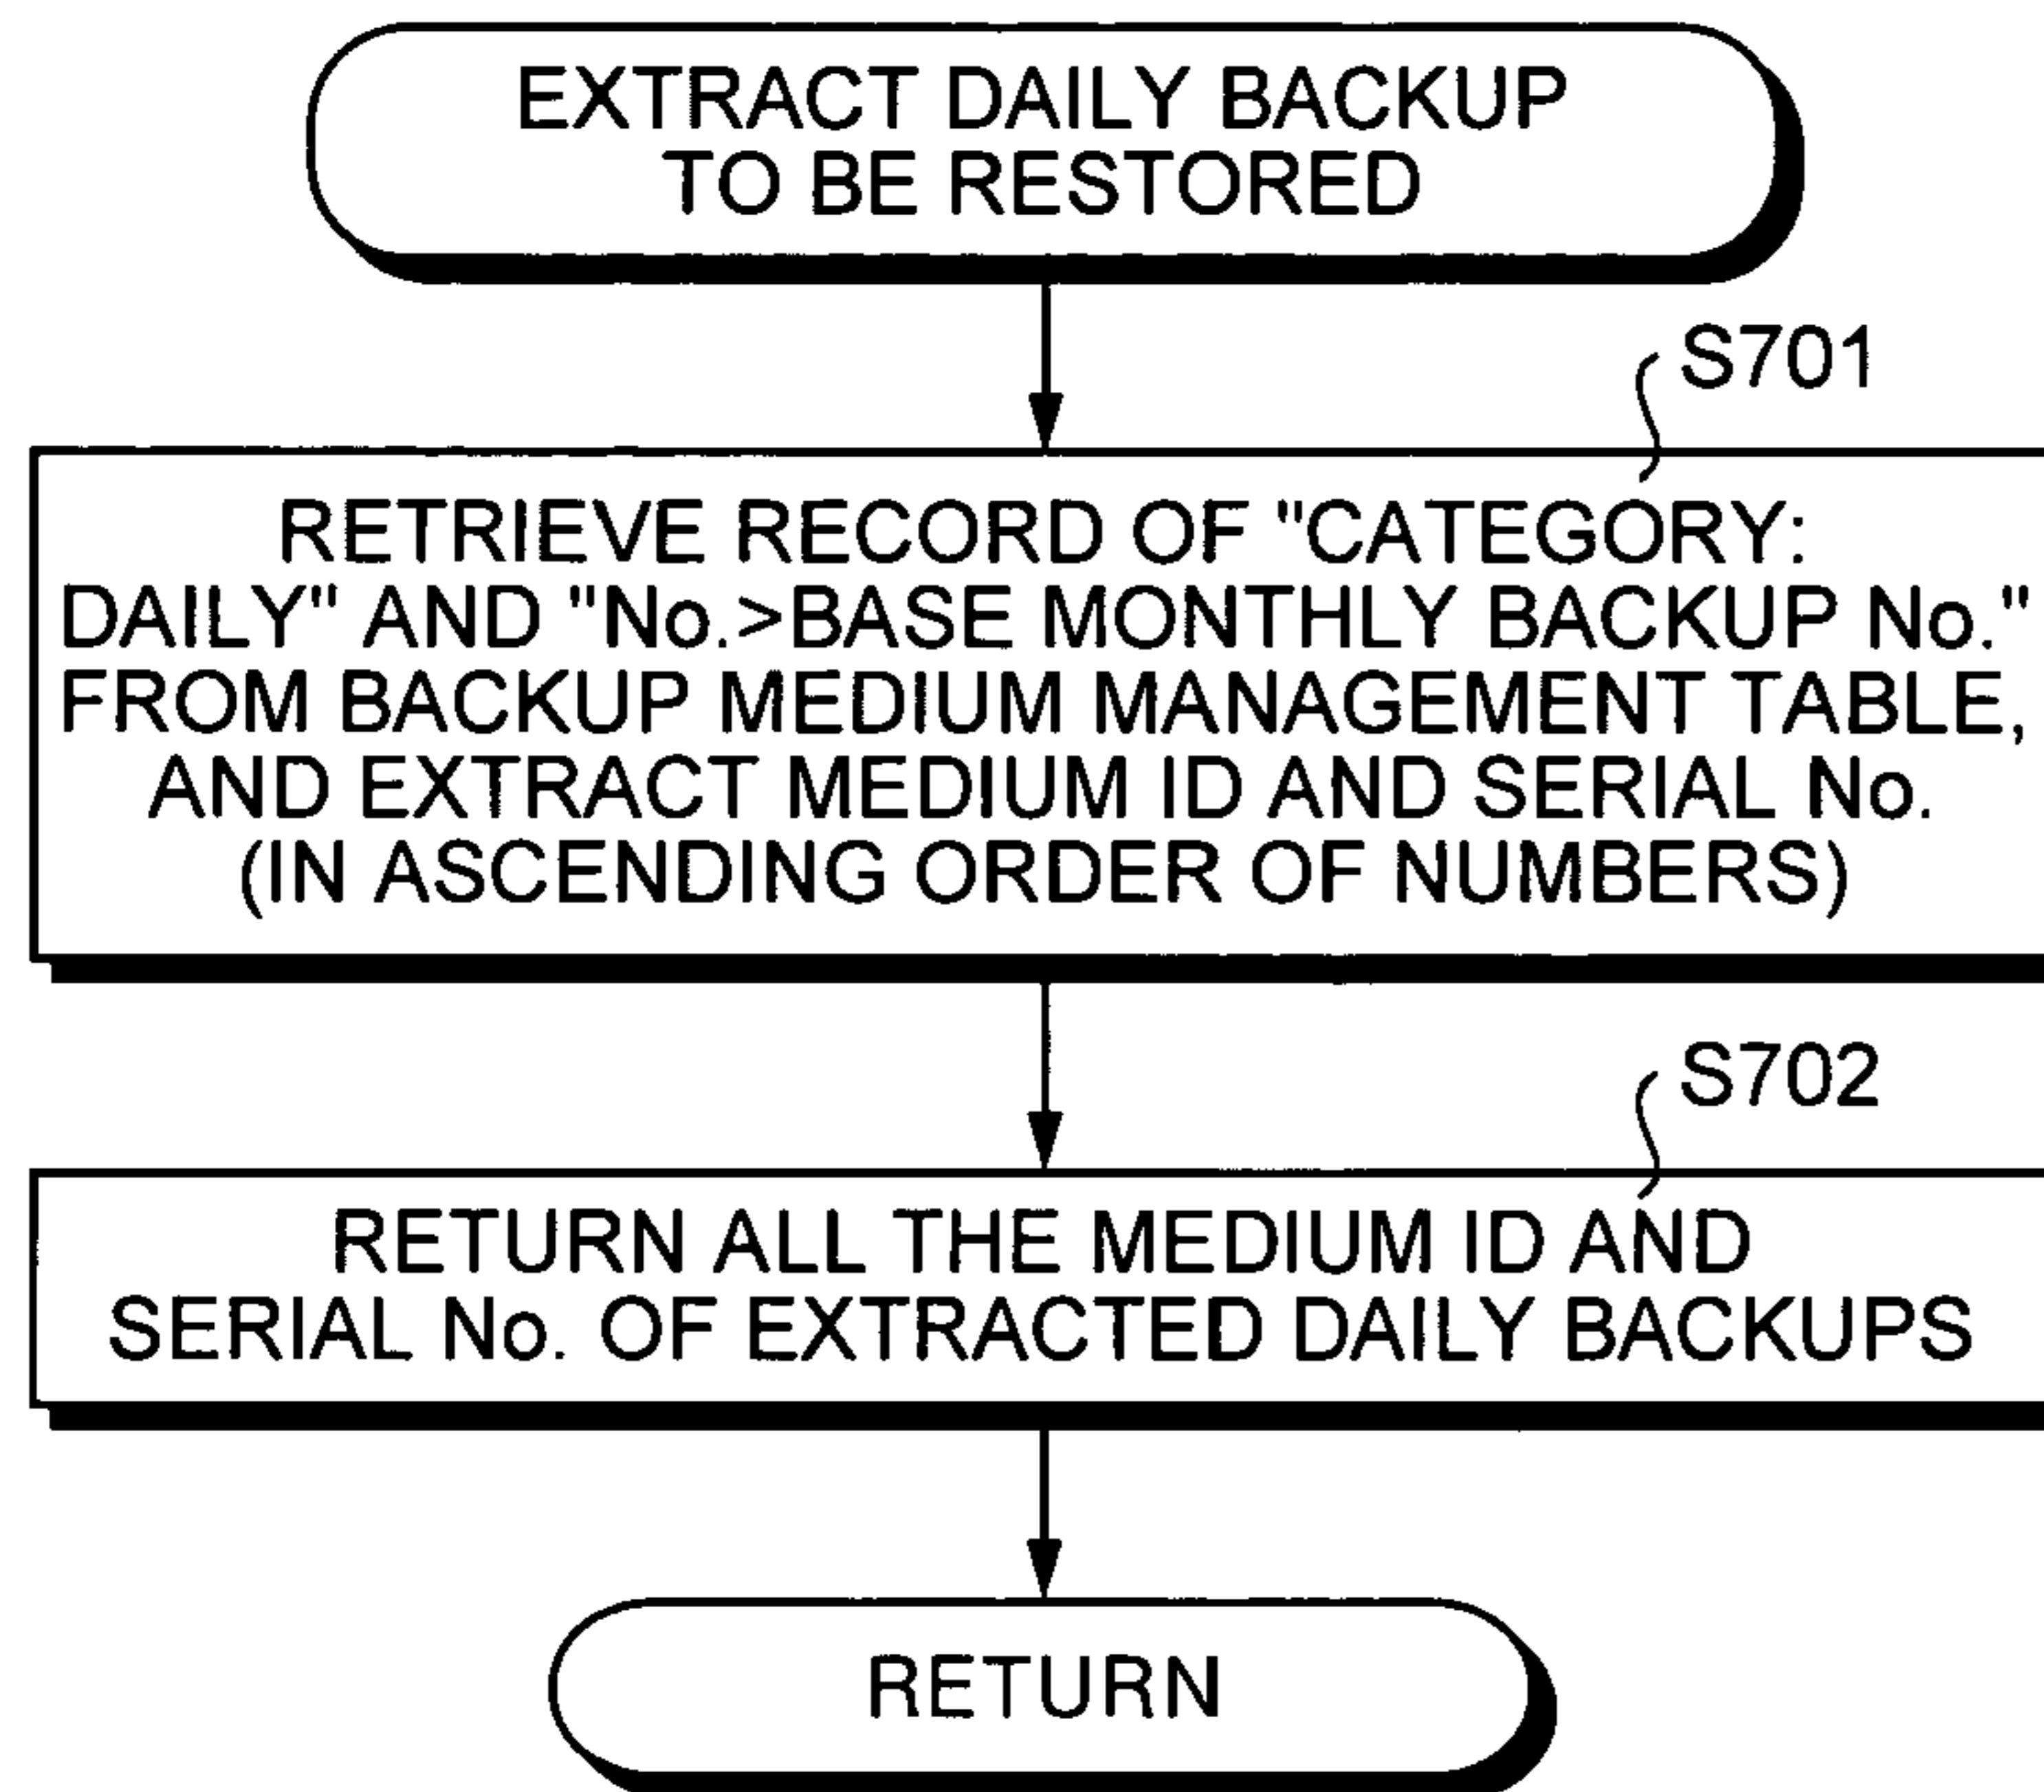 EXTRACT DAILY BACKUP
TO BE RESTORED
S701
RETRIEVE RECORD OF "CATEGORY:
DAILY" AND "No.>BASE MONTHLY BACKUP No."
FROM BACKUP MEDIUM MANAGEMENT TABLE,
AND EXTRACT MEDIUM ID AND SERIAL No.
(IN ASCENDING ORDER OF NUMBERS)
S702
RETURN ALL THE MEDIUM ID AND
SERIAL No. OF EXTRACTED DAILY BACKUPS
RETURN